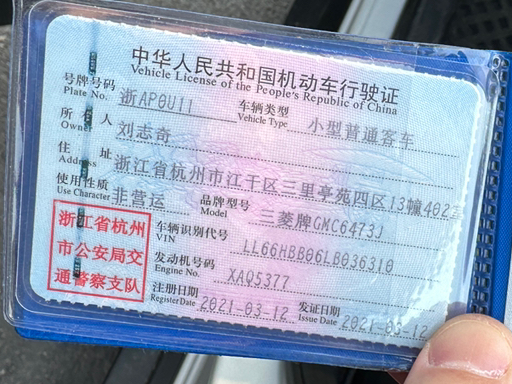 中华人民共和国机动车行驶证
Vehicle License of the People's Republic of China
号牌号码 浙AP0U11 车辆类型 小型普通客车
Plate No. Vehicle Type
所有人 刘志奇
Owner
住址 浙江省杭州市江干区三里亭苑四区13幢402室
Address
使用性质 非营运 品牌型号 三菱牌GMC6473J
Use Character Model
浙江省杭州
市公安局交
通警察支队
车辆识别代号 LL66HBB06LB036310
VIN
发动机号码 XAQ5377
Engine No.
注册日期 2021-03-12 发证日期 2021-03-12
Register Date Issue Date